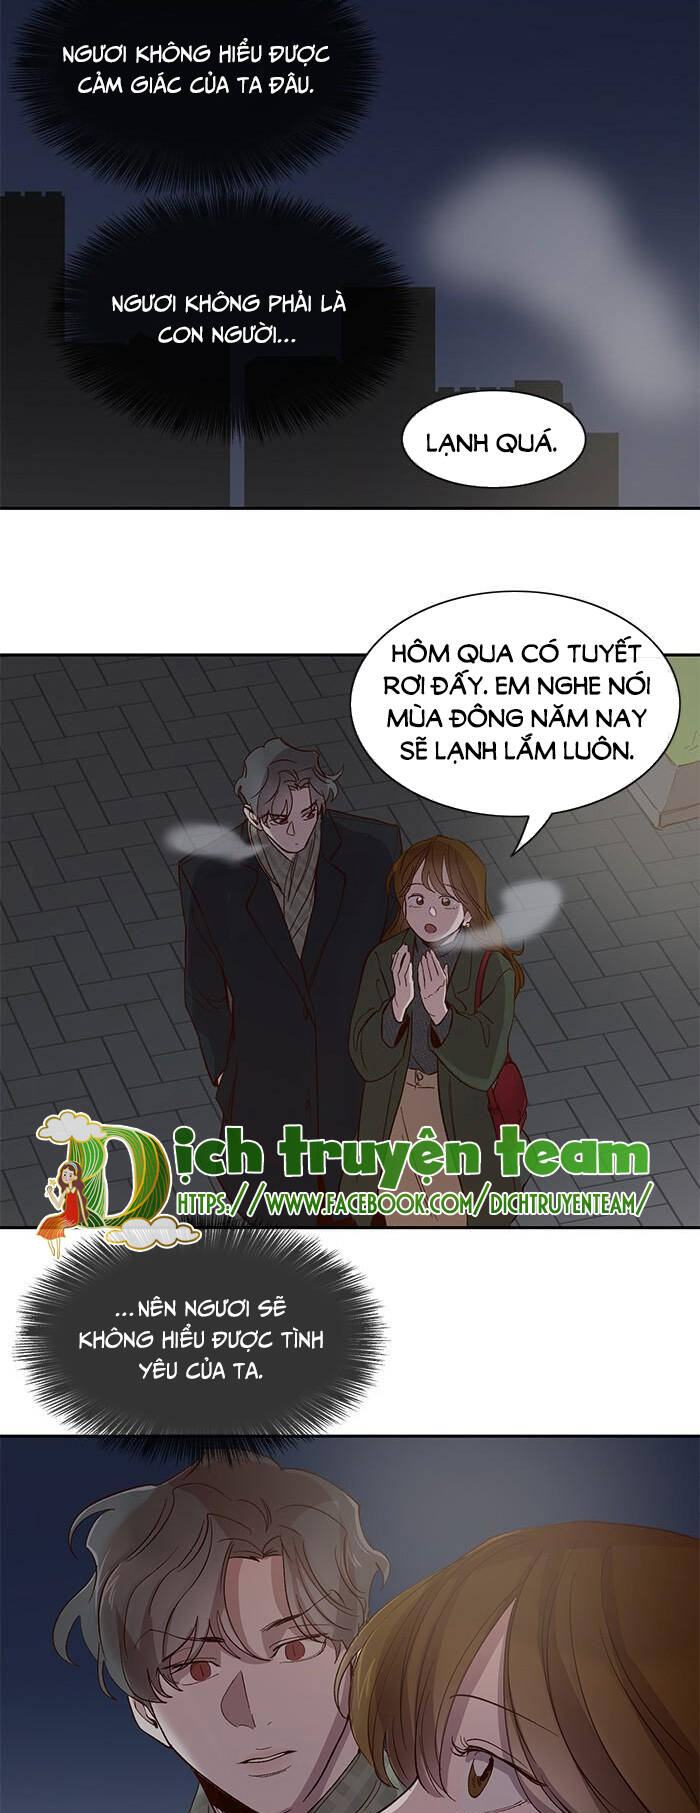 NGƯƠI KHÔNG HIỂU ĐƯỢC
CẢM GIÁC CỦA TA ĐÂU.
NGƯƠI KHÔNG PHẢI LÀ
CON NGƯỜI...
LẠNH QUÁ.
HÔM QUA CÓ TUYẾT
RƠI ĐẤY. EM NGHE NÓI
MÙA ĐÔNG NĂM NAY
SẼ LẠNH LẮM LUÔN.
Dịch truyện team
HTTPS://WWW.FACEBOOK.COM/DICHTRUYENTEAM/
...NÊN NGƯƠI SẼ
KHÔNG HIỂU ĐƯỢC TÌNH
YÊU CỦA TA.